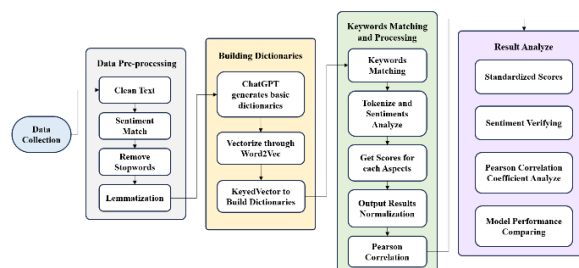 Data
Collection
Data Pre-processing
Clean Text
Sentiment
Match
Remove
Stopwords
Lemmatization
Building Dictionaries
ChatGPT
generates basic
dictionaries
Vectorize through
Word2Vec
KeyedVector to
Build Dictionaries
Keywords Matching
and Processing
Keywords
Matching
Tokenize and
Sentiments
Analyze
Get Scores for
each Aspects
Output Results
Normalization
Pearson
Correlation
Result Analyze
Standardized Scores
Sentiment Verifying
Pearson Correlation
Coefficient Analyze
Model Performance
Comparing